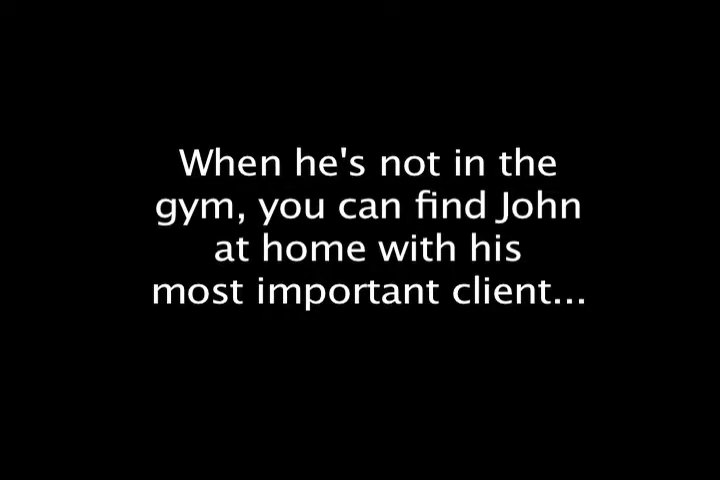 When he's not in the
gym, you can find John
at home with his
most important client...